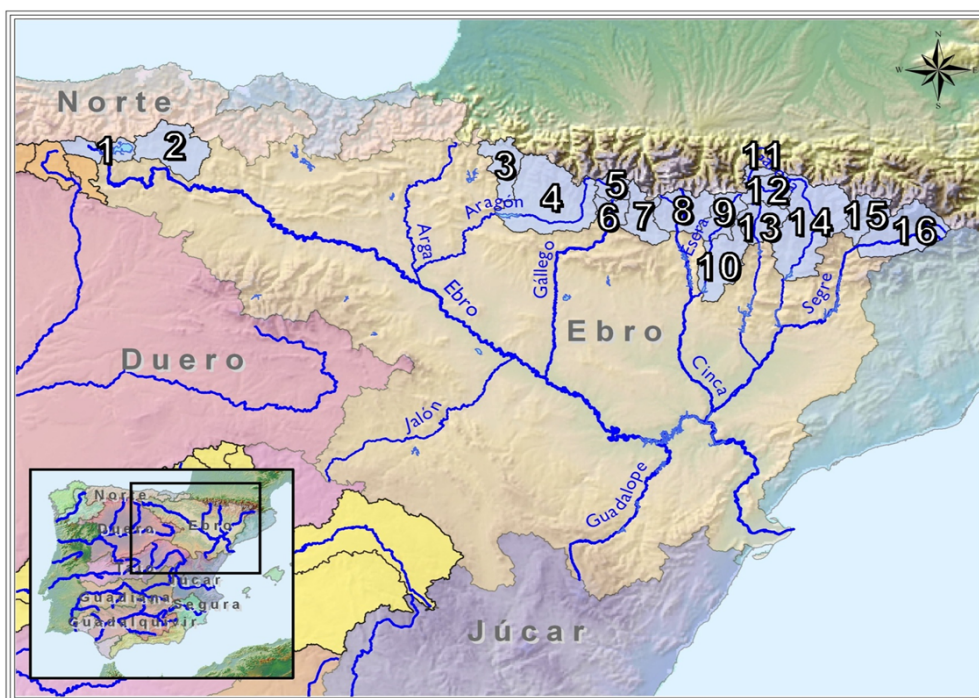 N
W E
S
Norte
1
2
3
4
5
6
7
8
9
10
11
12
13
14
15
16
Aragón
Arga
Gállego
Esera
Segre
Ebro
Ebro
Duero
Cinca
Jalón
Guadalope
Júcar
Norte
Duero
Ebro
Tajo
Júcar
Guadiana
Segura
Guadalquivir